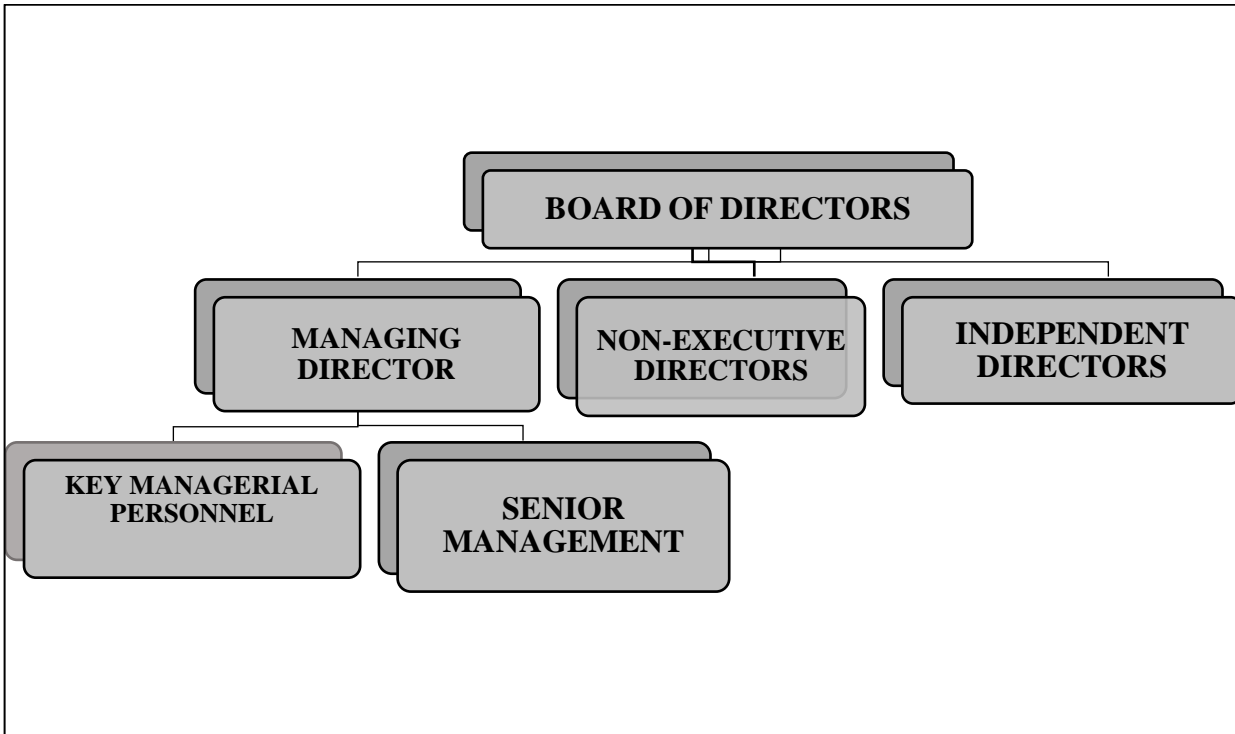 BOARD OF DIRECTORS
MANAGING
DIRECTOR
NON-EXECUTIVE
DIRECTORS
INDEPENDENT
DIRECTORS
KEY MANAGERIAL
PERSONNEL
SENIOR
MANAGEMENT